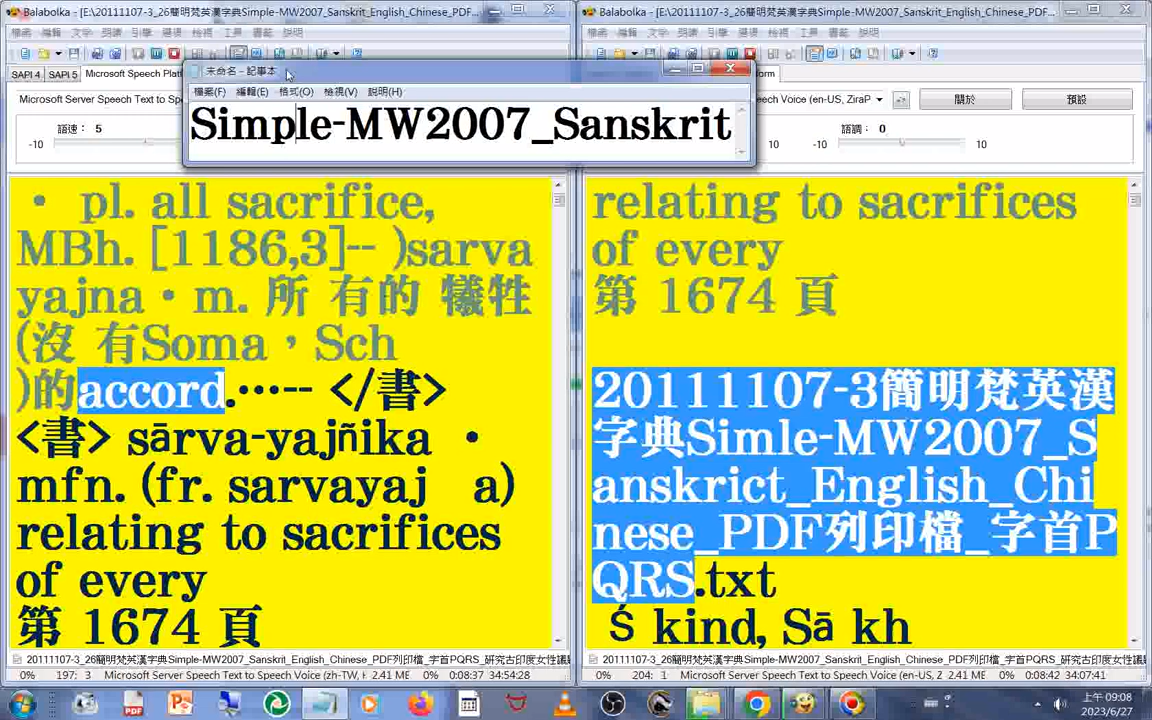 Balabolka - [E:\20111107-3_26簡明梵英漢字典Simple-MW2007_Sanskrit_English_Chinese_PDF...
Balabolka - [E:\20111107-3_26簡明梵英漢字典Simple-MW2007_Sanskrit_English_Chinese_PDF...
SAPI 4 SAPI 5 Microsoft Speech Platf
Microsoft Server Speech Text to Spee
語速： 5
-10
未命名 - 記事本
檔案(F) 編輯(E) 格式(O) 檢視(V) 說明(H)
Simple-MW2007_Sanskrit
orm
eech Voice (en-US, ZiraP
關於
預設
語調： 0
10 -10 10
• pl. all sacrifice,
MBh. [1186,3]-- )sarva
yajna•m. 所 有的 犧牲
(沒 有Soma，Sch
)的accord.…-- </書>
<書> sārva-yajñika •
mfn. (fr. sarvayaj a)
relating to sacrifices
of every
第 1674 頁
relating to sacrifices
of every
第 1674 頁
20111107-3簡明梵英漢
字典Simle-MW2007_S
anskrict_English_Chi
nese_PDF列印檔_字首P
QRS.txt
Ś kind, Sā kh
20111107-3_26簡明梵英漢字典Simple-MW2007_Sanskrit_English_Chinese_PDF列印檔_字首PQRS_研究古印度女性議
20111107-3_26簡明梵英漢字典Simple-MW2007_Sanskrit_English_Chinese_PDF列印檔_字首PQRS_研究古印度女性議
0% 197: 3 Microsoft Server Speech Text to Speech Voice (zh-TW, H 2.41 ME 0% 0:08:37 34:54:28
0% 204: 1 Microsoft Server Speech Text to Speech Voice (en-US, Z 2.41 ME 0% 0:08:42 34:07:41
上午 09:08
2023/6/27